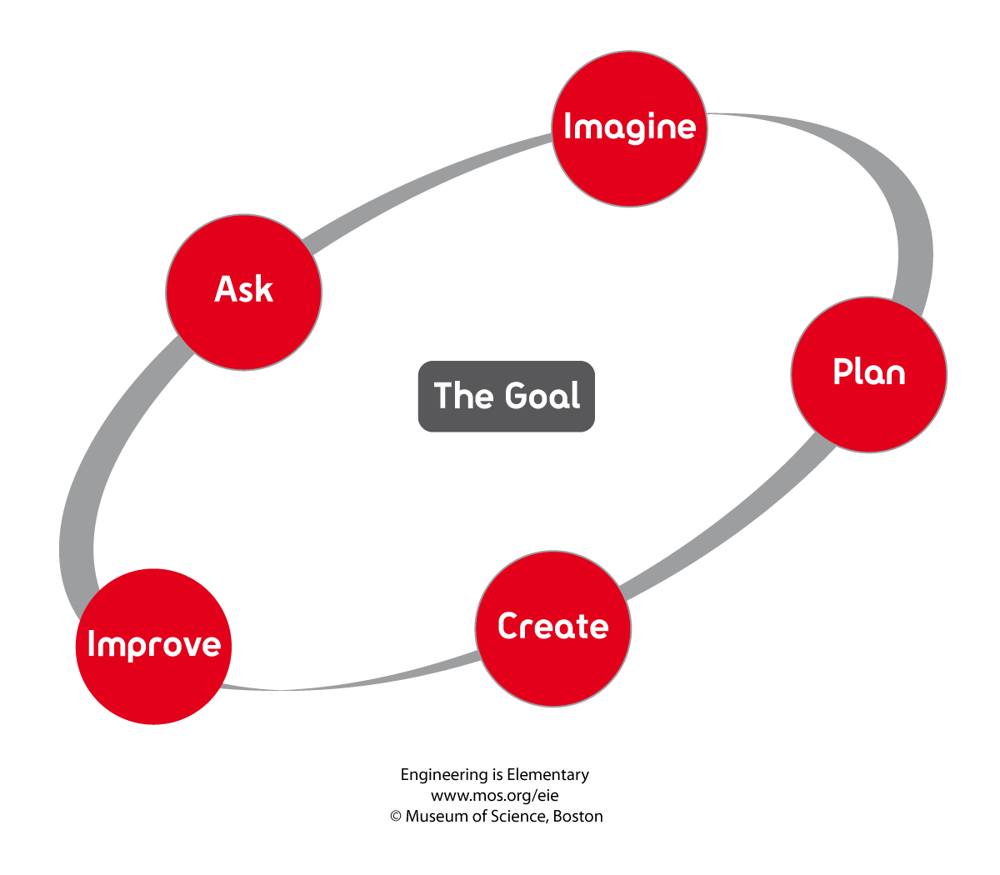 Imagine
Ask
Plan
The Goal
Create
Improve
Engineering is Elementary
www.mos.org/eie
© Museum of Science, Boston